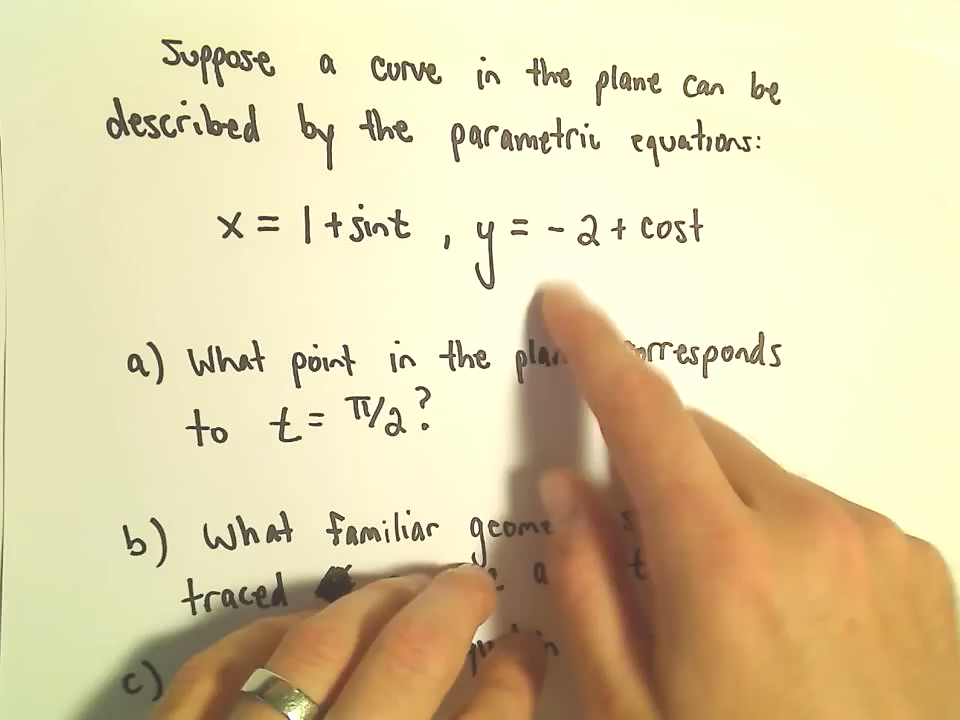 Suppose a curve in the plane can be
described by the parametric equations:
x = 1 + sint , y = - 2 + cost
a) What point in the corresponds
to t = π/2 ?
b) What familiar
traced a
c)